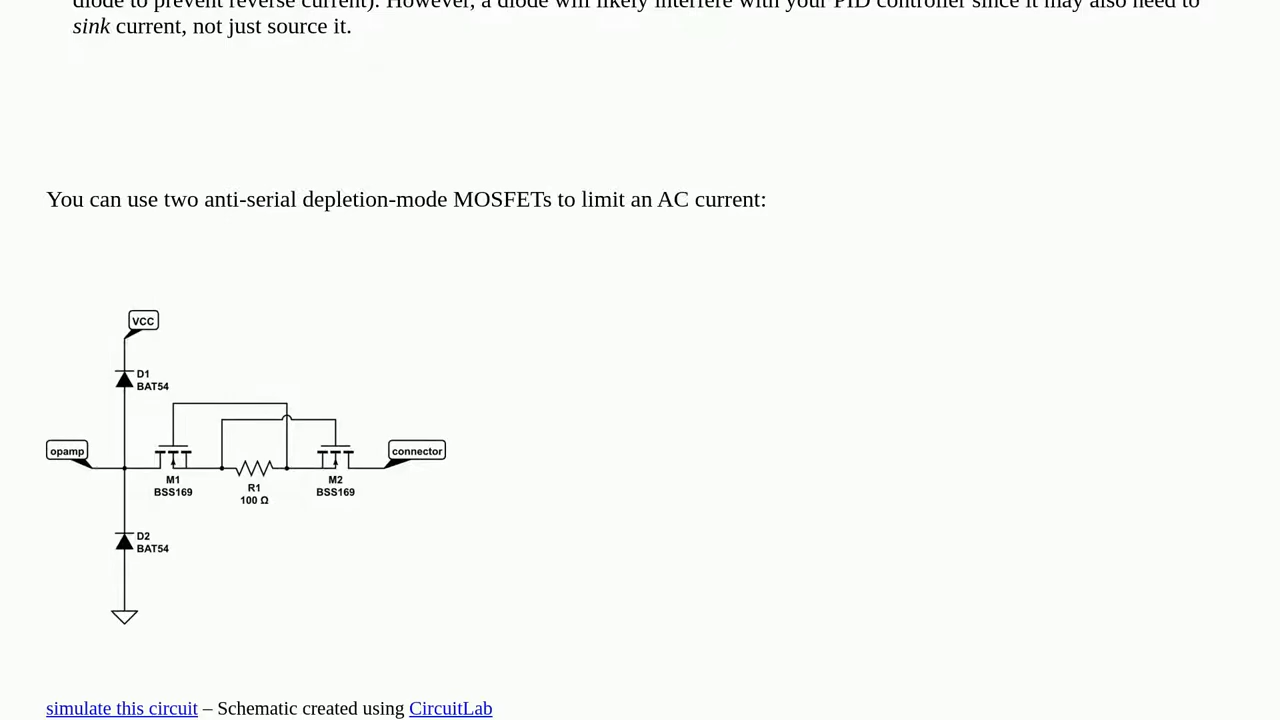 diode to prevent reverse current). However, a diode will likely interfere with your PID controller since it may also need to
sink current, not just source it.
You can use two anti-serial depletion-mode MOSFETs to limit an AC current:
VCC
D1
BAT54
opamp
connector
M1
BSS169
R1
100 Ω
M2
BSS169
D2
BAT54
simulate this circuit – Schematic created using CircuitLab